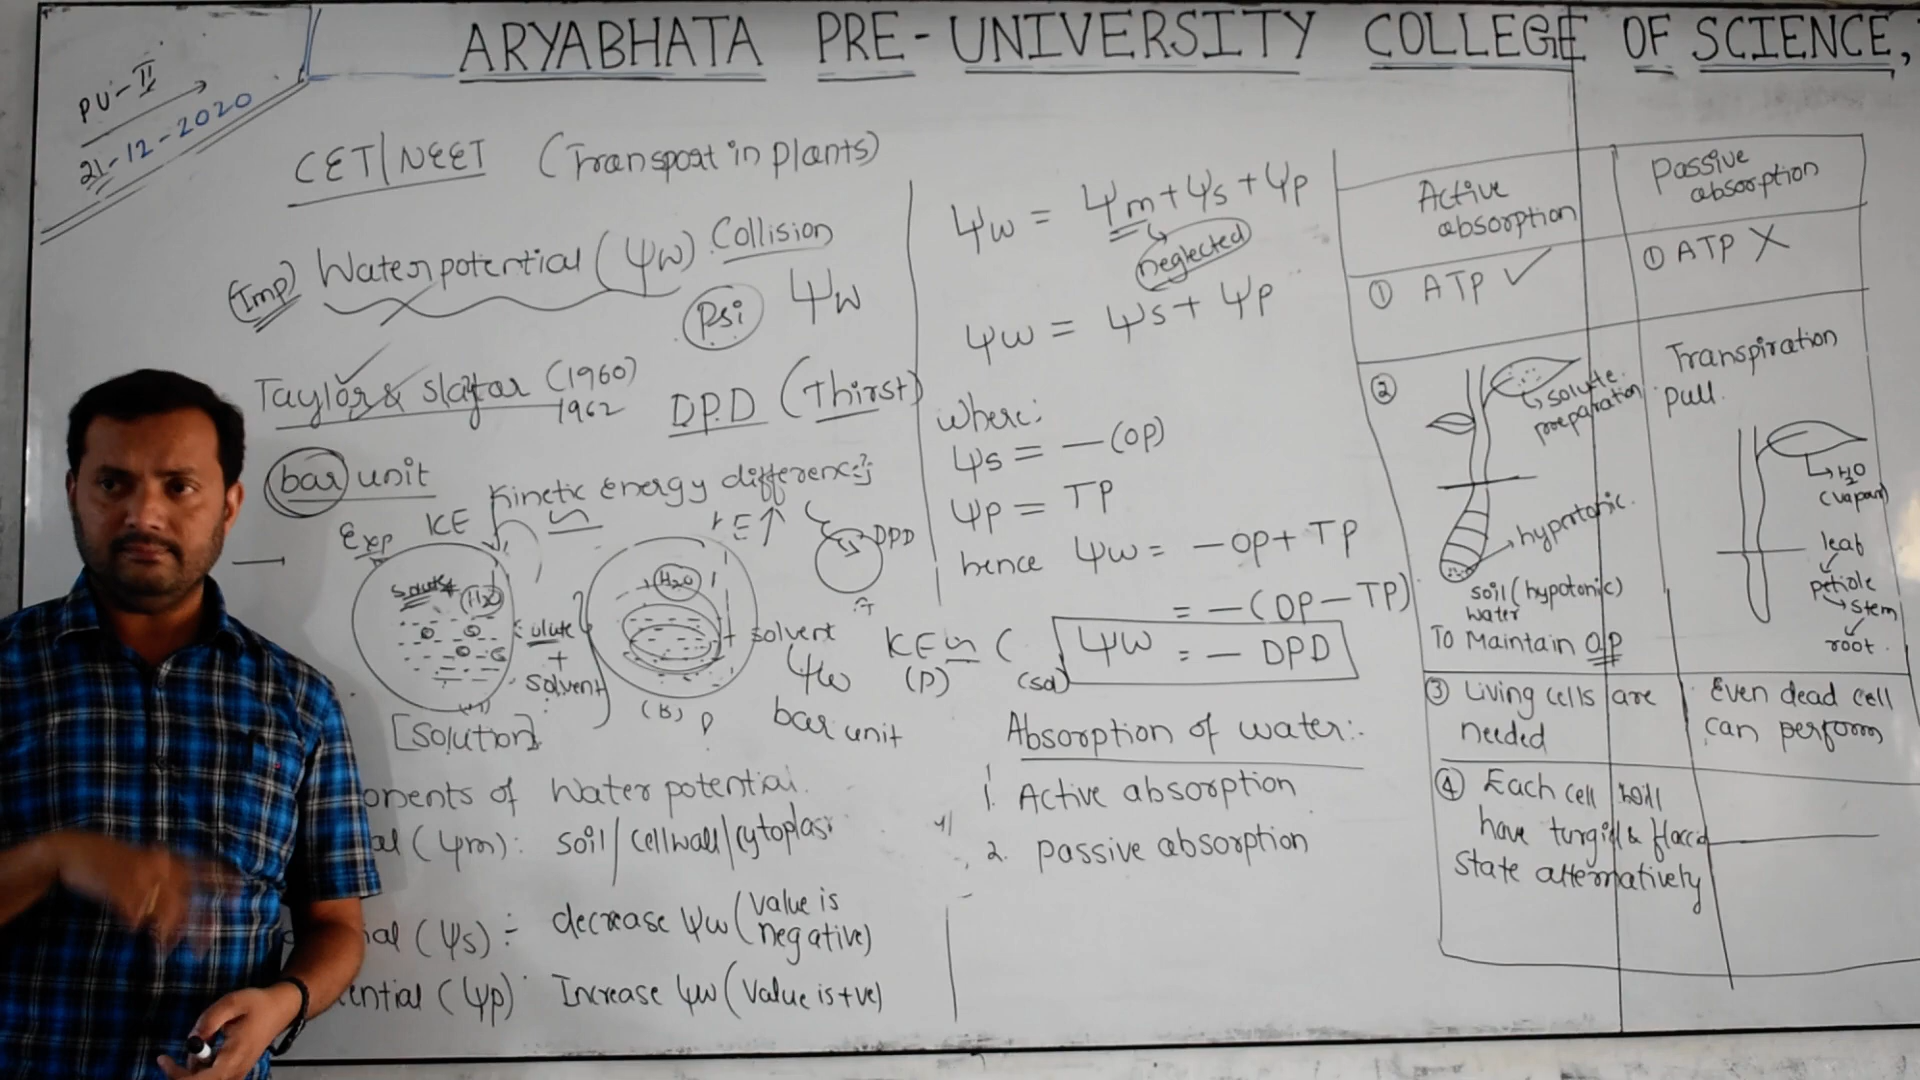 ARYABHATA PRE-UNIVERSITY COLLEGE OF SCIENCE,
PU-II
21-12-2020
CET/NEET (Transport in plants)
(Imp) Water potential (Ψw) Collision
Psi Ψw
Taylor & Slatar (1960)
1962
D.P.D (Thirst)
bar unit
Kinetic energy difference
Exp KE
solute
H2O
solute
+
solvent
[Solution]
H2O
(B)
DPD
solvent
Ψw
bar unit
KE
(P)
onents of Water potential.
al (Ψm): soil/cellwall/cytoplas
ial (Ψs) :- decrease Ψw (value is negative)
ential (Ψp) Increase Ψw (value is +ve)
Ψw = Ψm + Ψs + Ψp
neglected
Ψw = Ψs + Ψp
where:
Ψs = -(OP)
Ψp = TP
hence Ψw = -OP + TP
= -(OP - TP)
Ψw = - DPD
Absorption of water:-
1. Active absorption
2. passive absorption
Active absorption
Passive absorption
① ATP ✓
① ATP X
②
solute preparation
hypertonic.
soil (hypotonic)
water
To Maintain OP
Transpiration
pull.
H2O
(vapour)
leaf
petiole
stem
root.
③ Living cells are
needed
Even dead cell
can perform
④ Each cell will
have turgid & flaccid
state alternatively